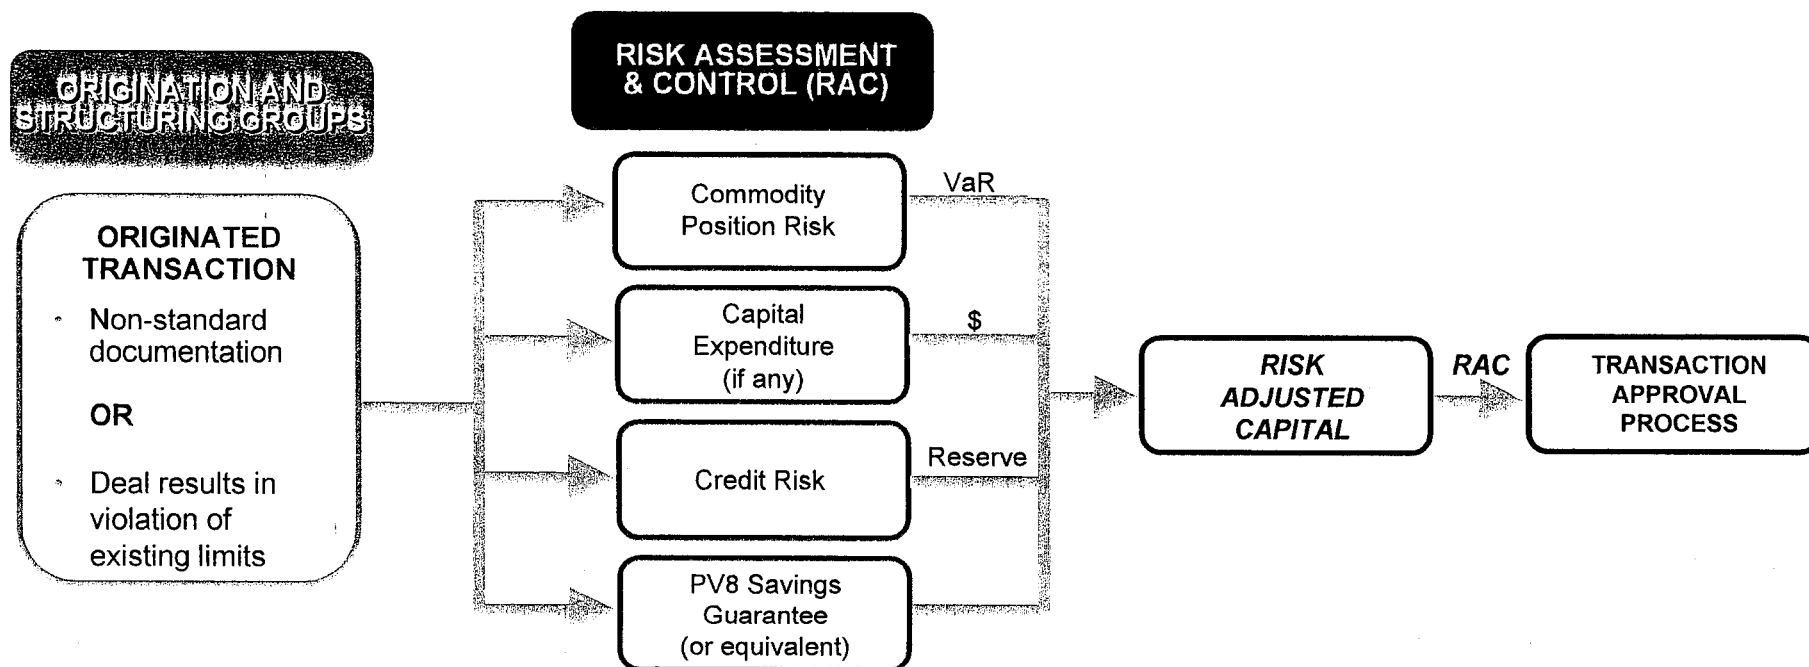 ORIGINATION AND
STRUCTURING GROUPS
ORIGINATED
TRANSACTION
Non-standard
documentation
OR
Deal results in
violation of
existing limits
RISK ASSESSMENT
& CONTROL (RAC)
Commodity
Position Risk
VaR
Capital
Expenditure
(if any)
$
Credit Risk
Reserve
PV8 Savings
Guarantee
(or equivalent)
RISK
ADJUSTED
CAPITAL
RAC
TRANSACTION
APPROVAL
PROCESS